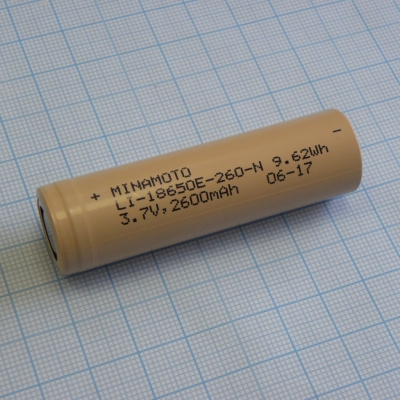 + MINAMOTO -
LI-18650E-260-N 9.62Wh
3.7V,2600mAh 06-17